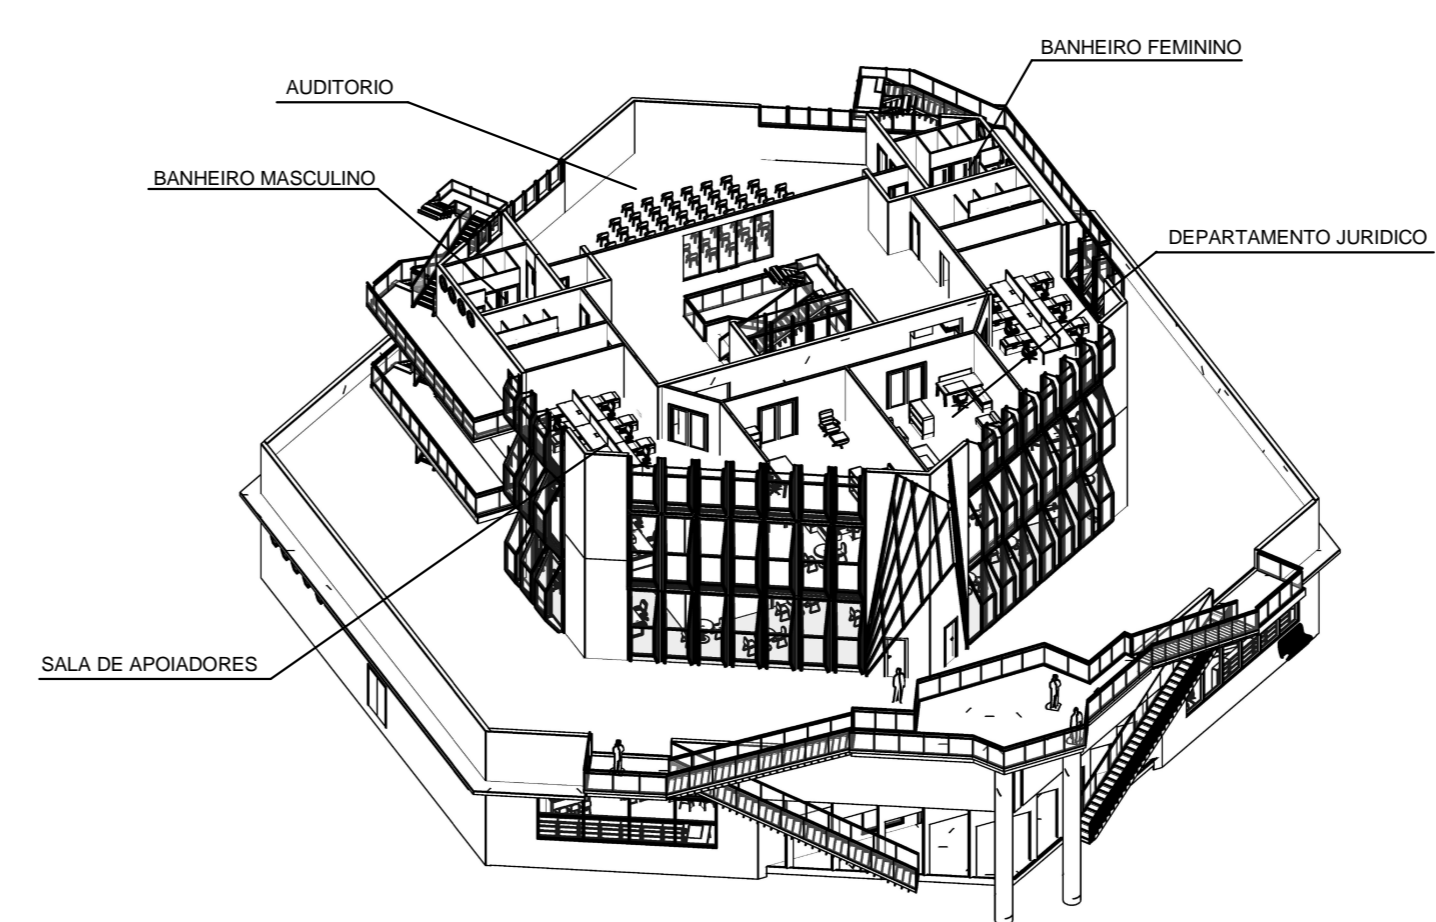 BANHEIRO FEMININO
AUDITORIO
BANHEIRO MASCULINO
DEPARTAMENTO JURIDICO
SALA DE APOIADORES